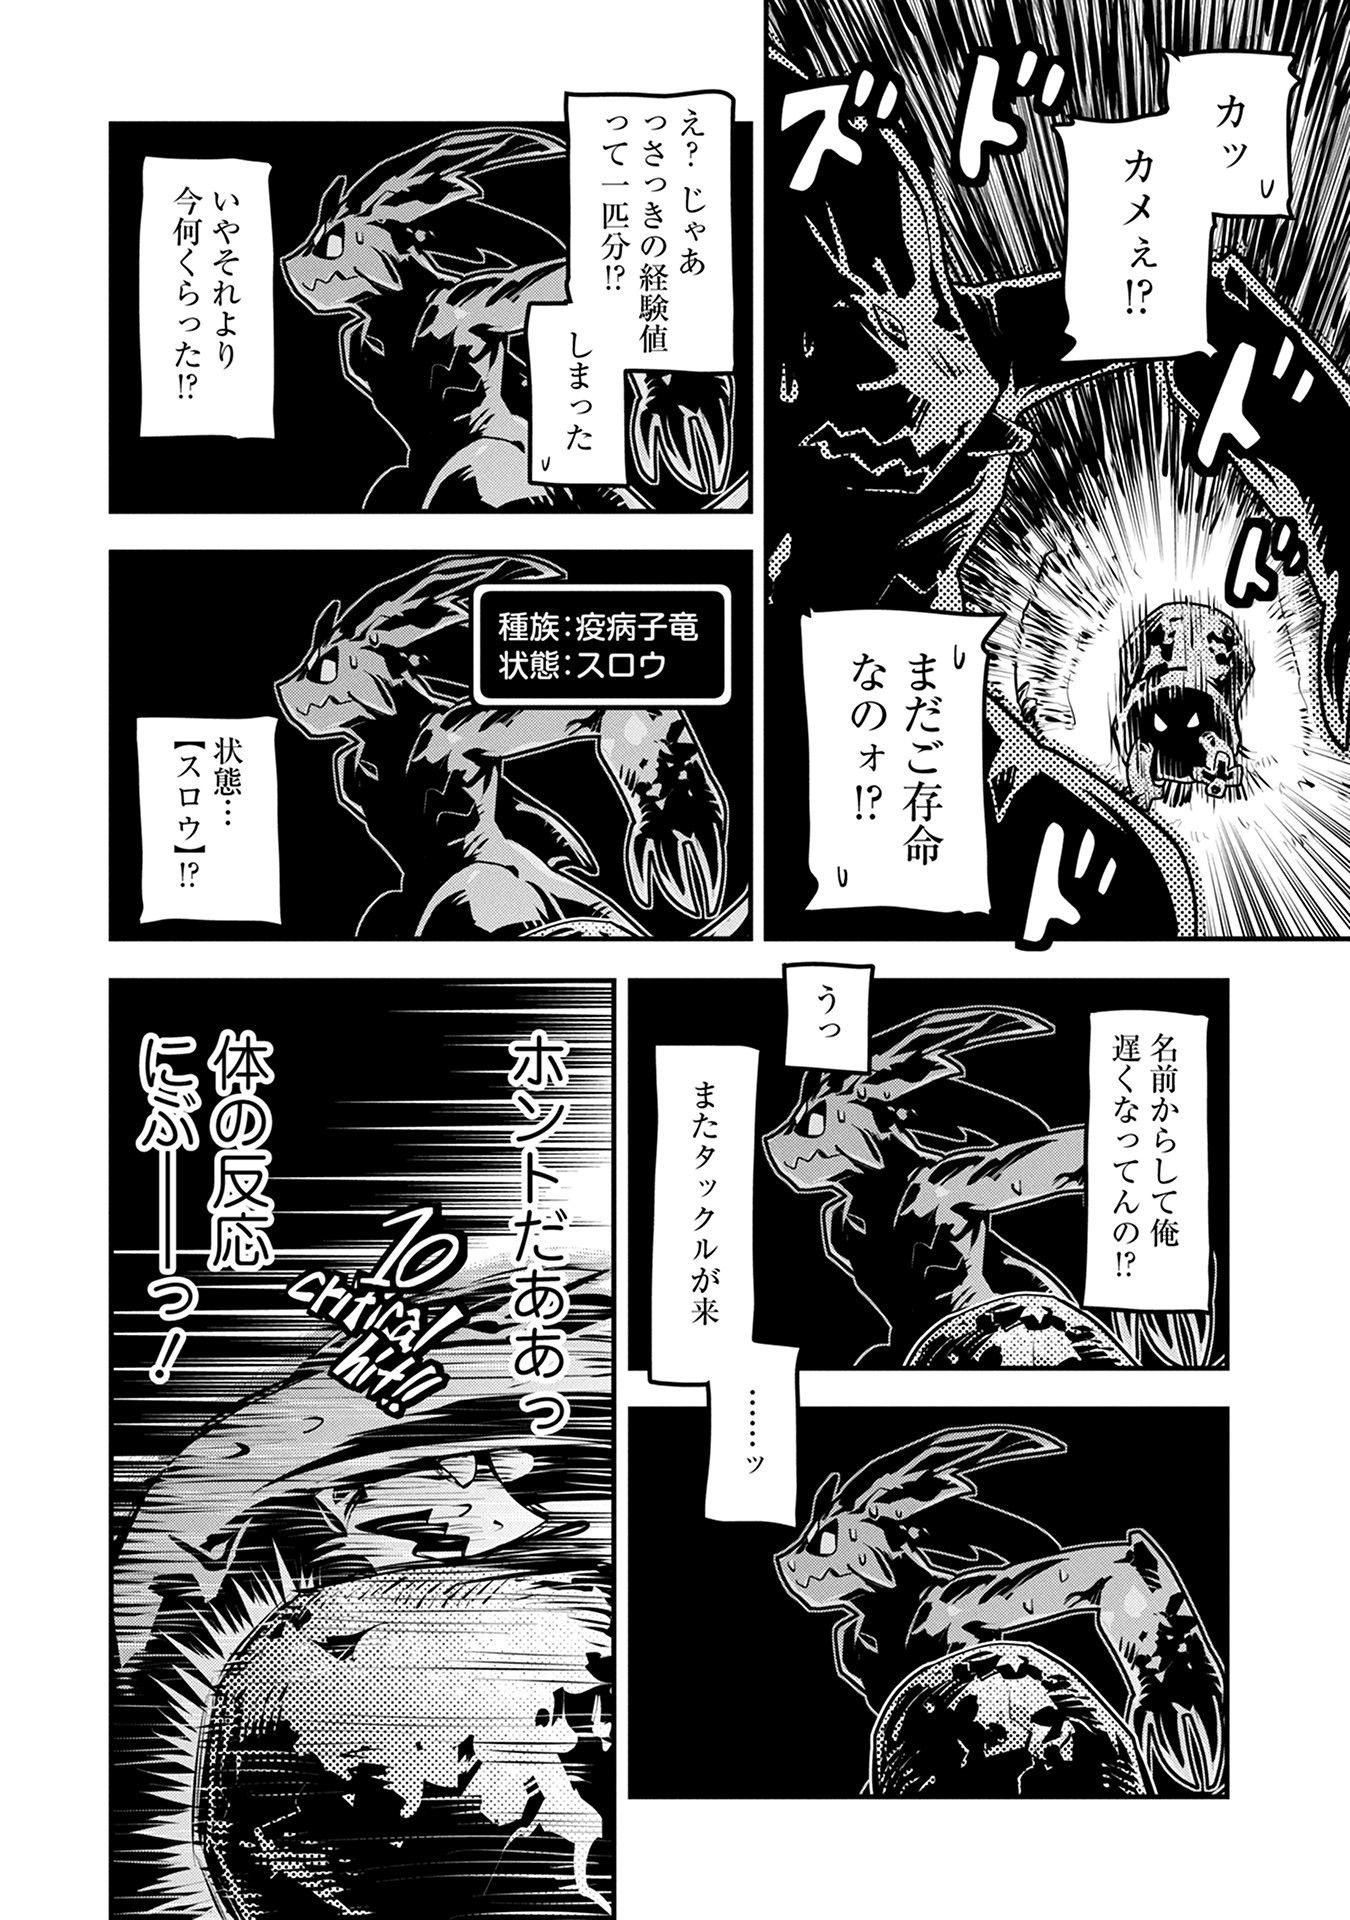 カッ
カメぇ!?
ズドドドド
まだご存命
なのォ!?
え? じゃあ
っさっきの経験値
って一匹分!?
しまった
いやそれより
今何くらった!?
種族:疫病子竜
状態:スロウ
状態…
【スロウ】!?
名前からして俺
遅くなってんの!?
うっ
またタックルが来
……ッ
ホントだああっ
体の反応
にぶーーっ!
10
Critical
hit!!